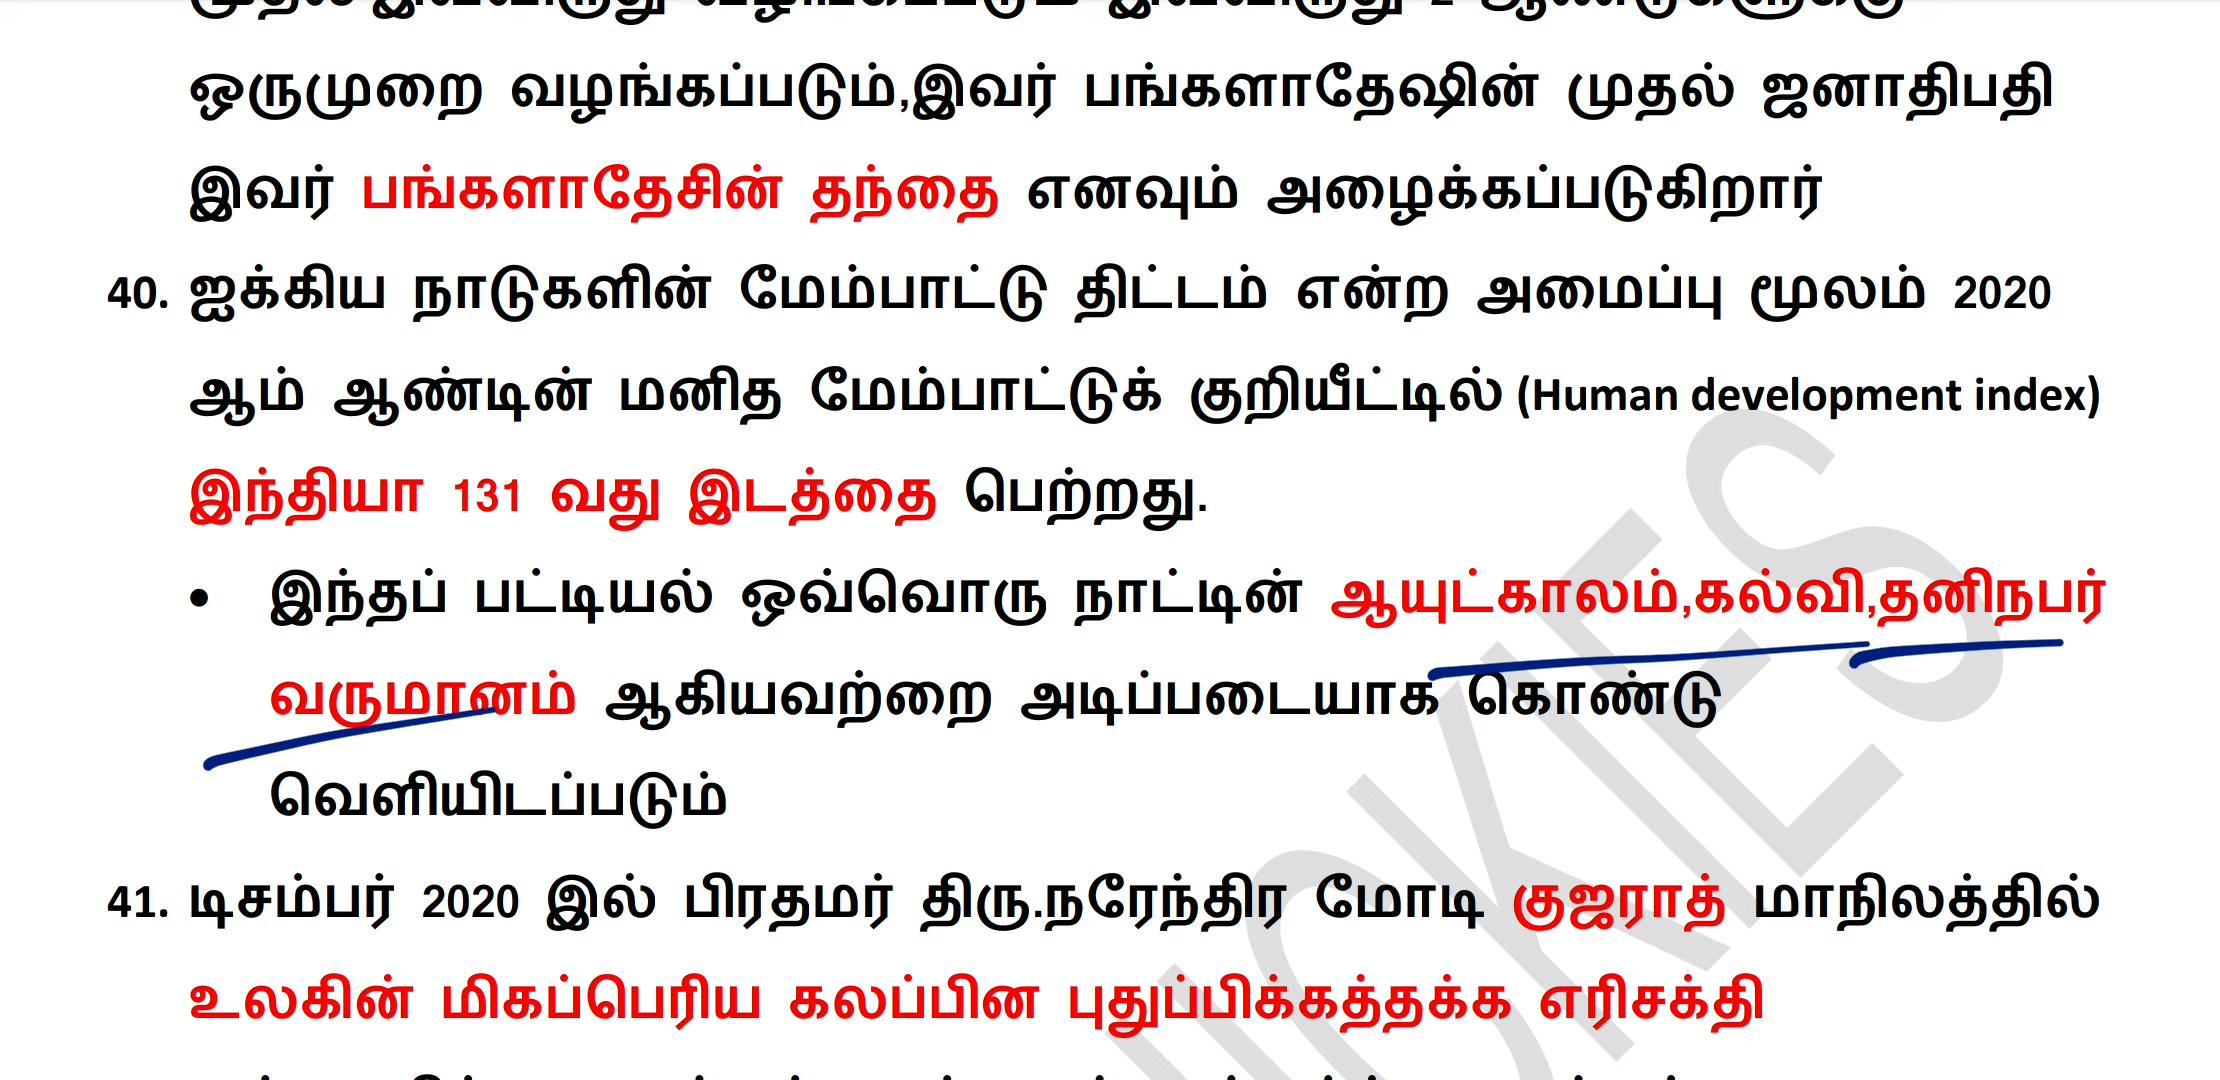 ஒருமுறை வழங்கப்படும்,இவர் பங்களாதேஷின் முதல் ஜனாதிபதி
இவர் பங்களாதேசின் தந்தை எனவும் அழைக்கப்படுகிறார்
40. ஐக்கிய நாடுகளின் மேம்பாட்டு திட்டம் என்ற அமைப்பு மூலம் 2020
ஆம் ஆண்டின் மனித மேம்பாட்டுக் குறியீட்டில் (Human development index)
இந்தியா 131 வது இடத்தை பெற்றது.
• இந்தப் பட்டியல் ஒவ்வொரு நாட்டின் ஆயுட்காலம்,கல்வி,தனிநபர்
வருமானம் ஆகியவற்றை அடிப்படையாக கொண்டு
வெளியிடப்படும்
41. டிசம்பர் 2020 இல் பிரதமர் திரு.நரேந்திர மோடி குஜராத் மாநிலத்தில்
உலகின் மிகப்பெரிய கலப்பின புதுப்பிக்கத்தக்க எரிசக்தி